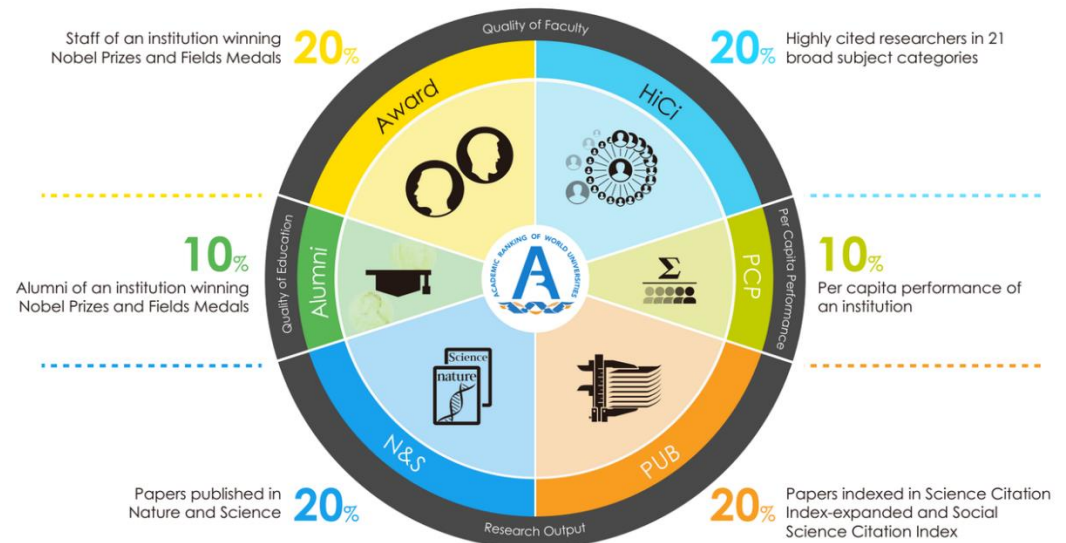 Quality of Faculty
Staff of an institution winning
Nobel Prizes and Fields Medals
20%
20%
Highly cited researchers in 21
broad subject categories
Award
HiCi
Quality of Education
10%
Alumni of an institution winning
Nobel Prizes and Fields Medals
Alumni
ACADEMIC RANKING OF WORLD UNIVERSITIES
A
Σ
PCP
Per Capita Performance
10%
Per capita performance of
an institution
Science
nature
N&S
PUB
Papers published in
Nature and Science
20%
20%
Papers indexed in Science Citation
Index-expanded and Social
Science Citation Index
Research Output